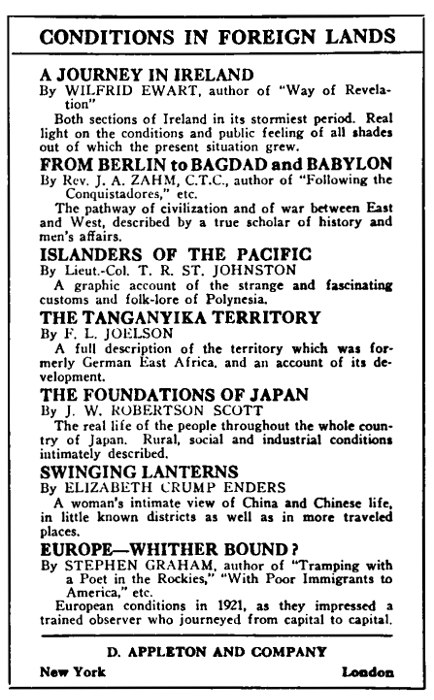 CONDITIONS IN FOREIGN LANDS
A JOURNEY IN IRELAND
By WILFRID EWART, author of "Way of Revela-
tion"
Both sections of Ireland in its stormiest period. Real
light on the conditions and public feeling of all shades
out of which the present situation grew.
FROM BERLIN to BAGDAD and BABYLON
By Rev. J. A. ZAHM, C.T.C., author of "Following the
Conquistadores," etc.
The pathway of civilization and of war between East
and West, described by a true scholar of history and
men's affairs.
ISLANDERS OF THE PACIFIC
By Lieut.-Col. T. R. ST. JOHNSTON
A graphic account of the strange and fascinating
customs and folk-lore of Polynesia.
THE TANGANYIKA TERRITORY
By F. L. JOELSON
A full description of the territory which was for-
merly German East Africa, and an account of its de-
velopment.
THE FOUNDATIONS OF JAPAN
By J. W. ROBERTSON SCOTT
The real life of the people throughout the whole coun-
try of Japan. Rural, social and industrial conditions
intimately described.
SWINGING LANTERNS
By ELIZABETH CRUMP ENDERS
A woman's intimate view of China and Chinese life,
in little known districts as well as in more traveled
places.
EUROPE—WHITHER BOUND?
By STEPHEN GRAHAM, author of "Tramping with
a Poet in the Rockies," "With Poor Immigrants to
America," etc.
European conditions in 1921, as they impressed a
trained observer who journeyed from capital to capital.
D. APPLETON AND COMPANY
New York London